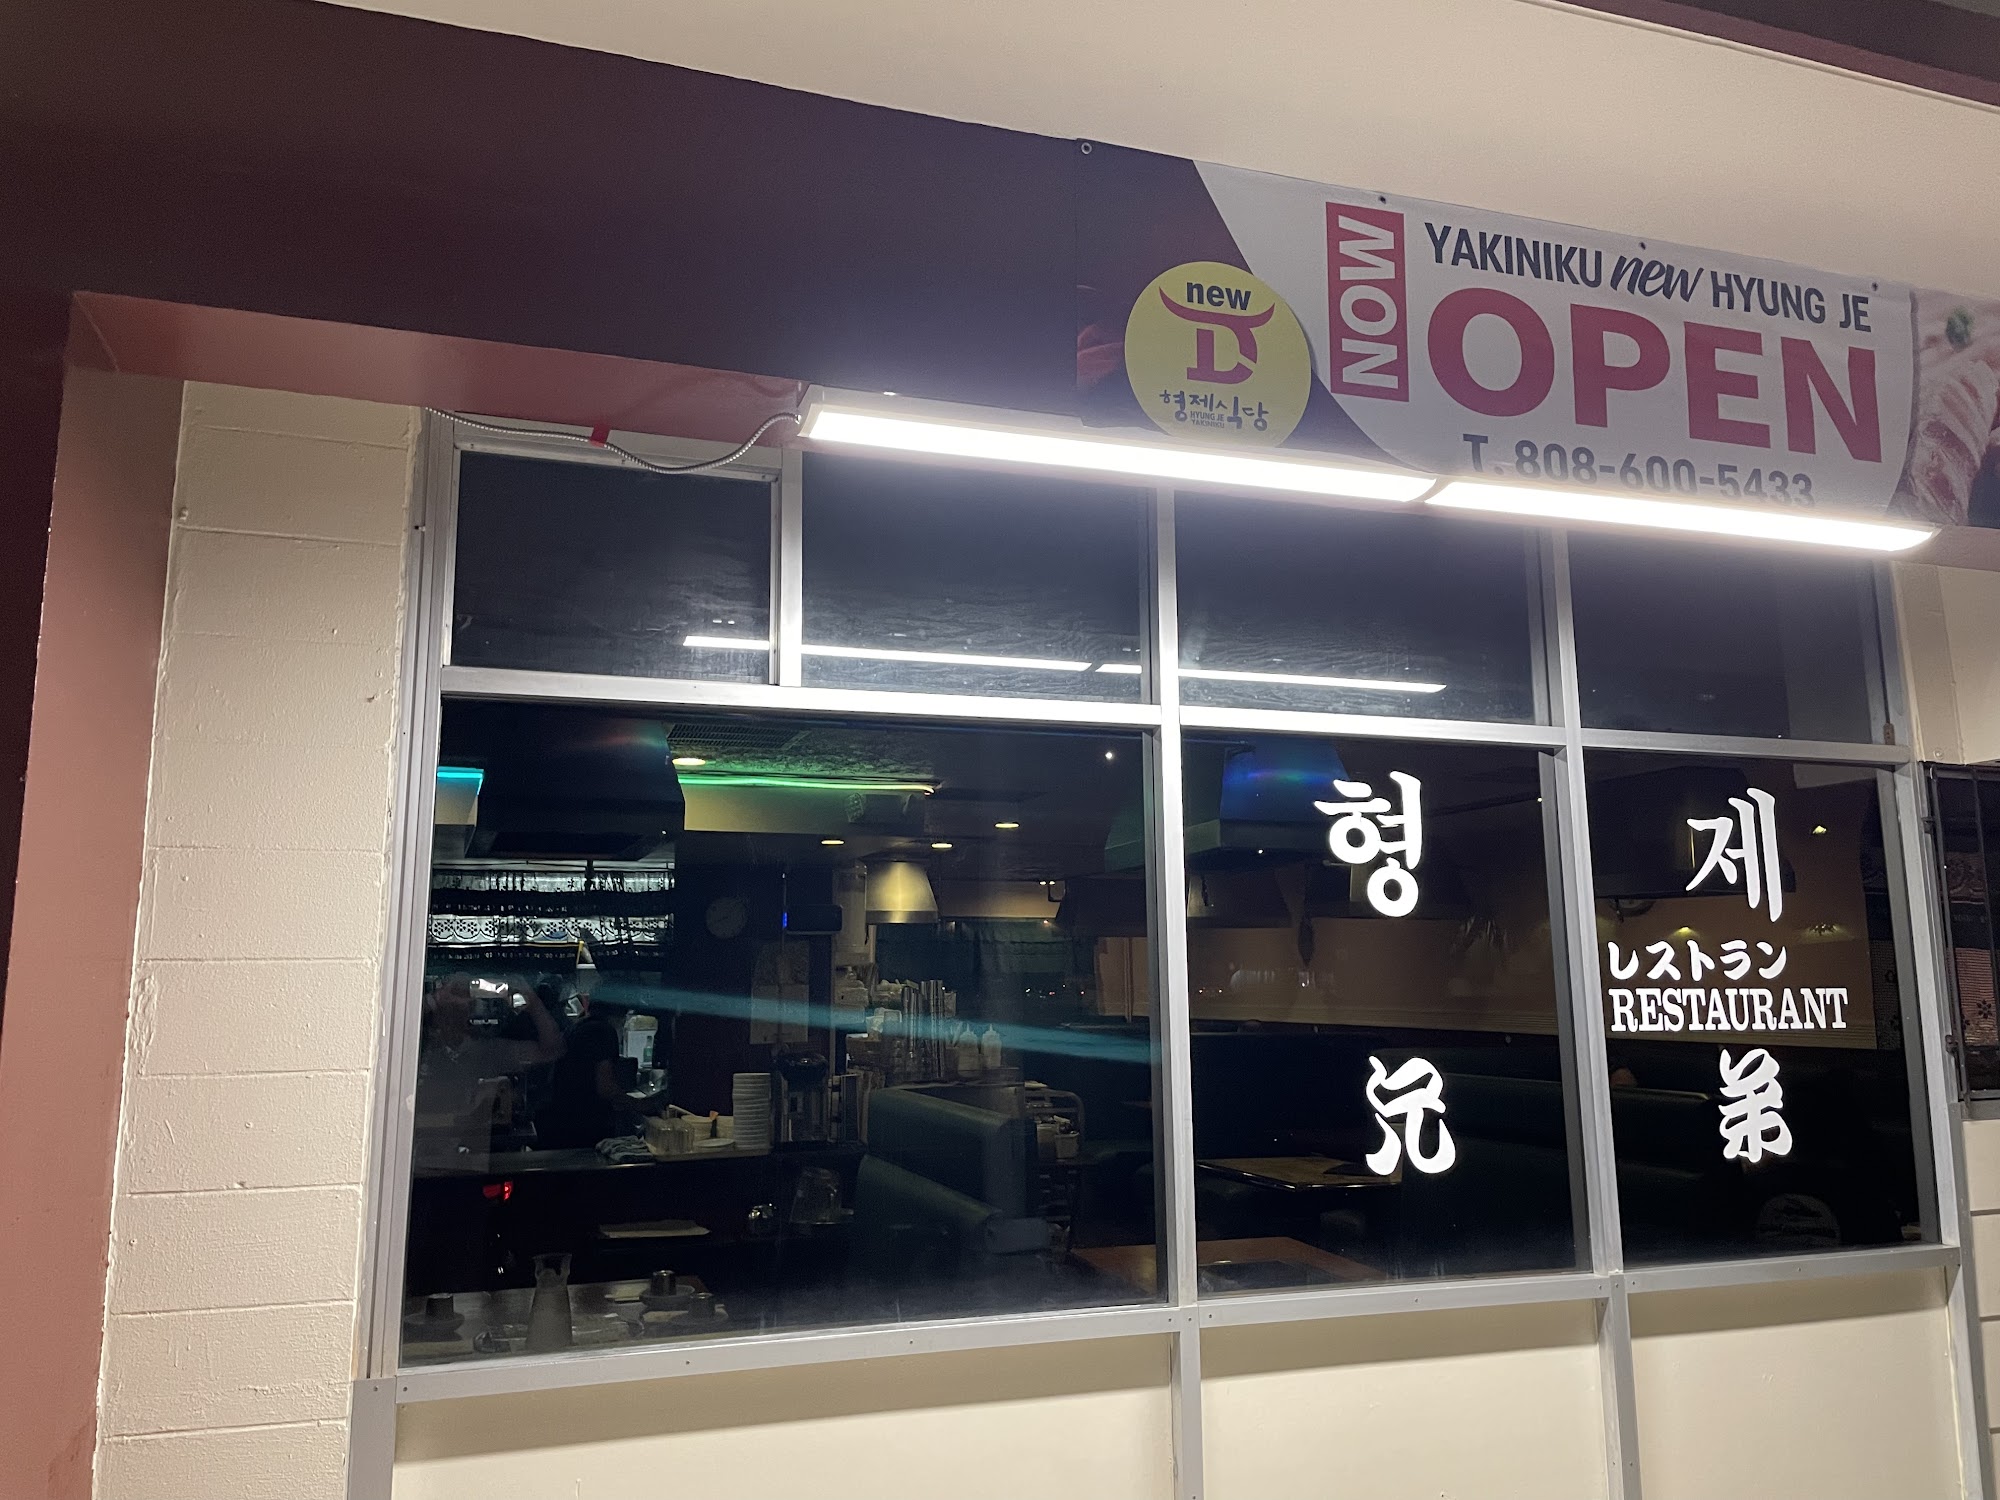 new
형제식당
HYUNG JE
YAKINIKU
NOW
YAKINIKU new HYUNG JE
OPEN
T. 808-600-5433
형 제
レストラン
RESTAURANT
兄 弟